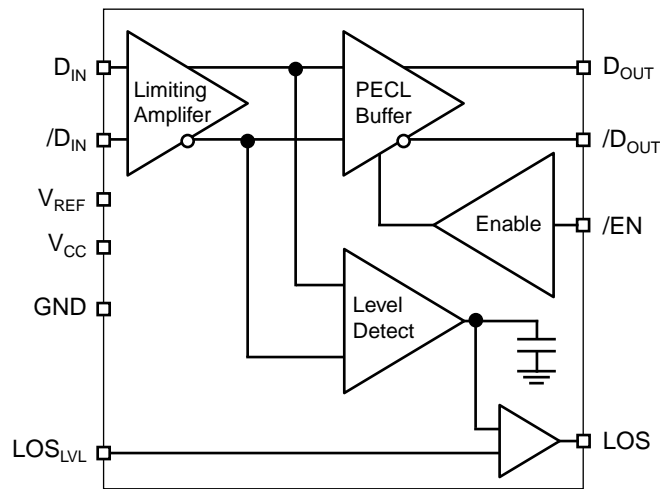 D_IN
/D_IN
V_REF
V_CC
GND
LOS_LVL
Limiting
Amplifer
PECL
Buffer
Enable
Level
Detect
D_OUT
/D_OUT
/EN
LOS